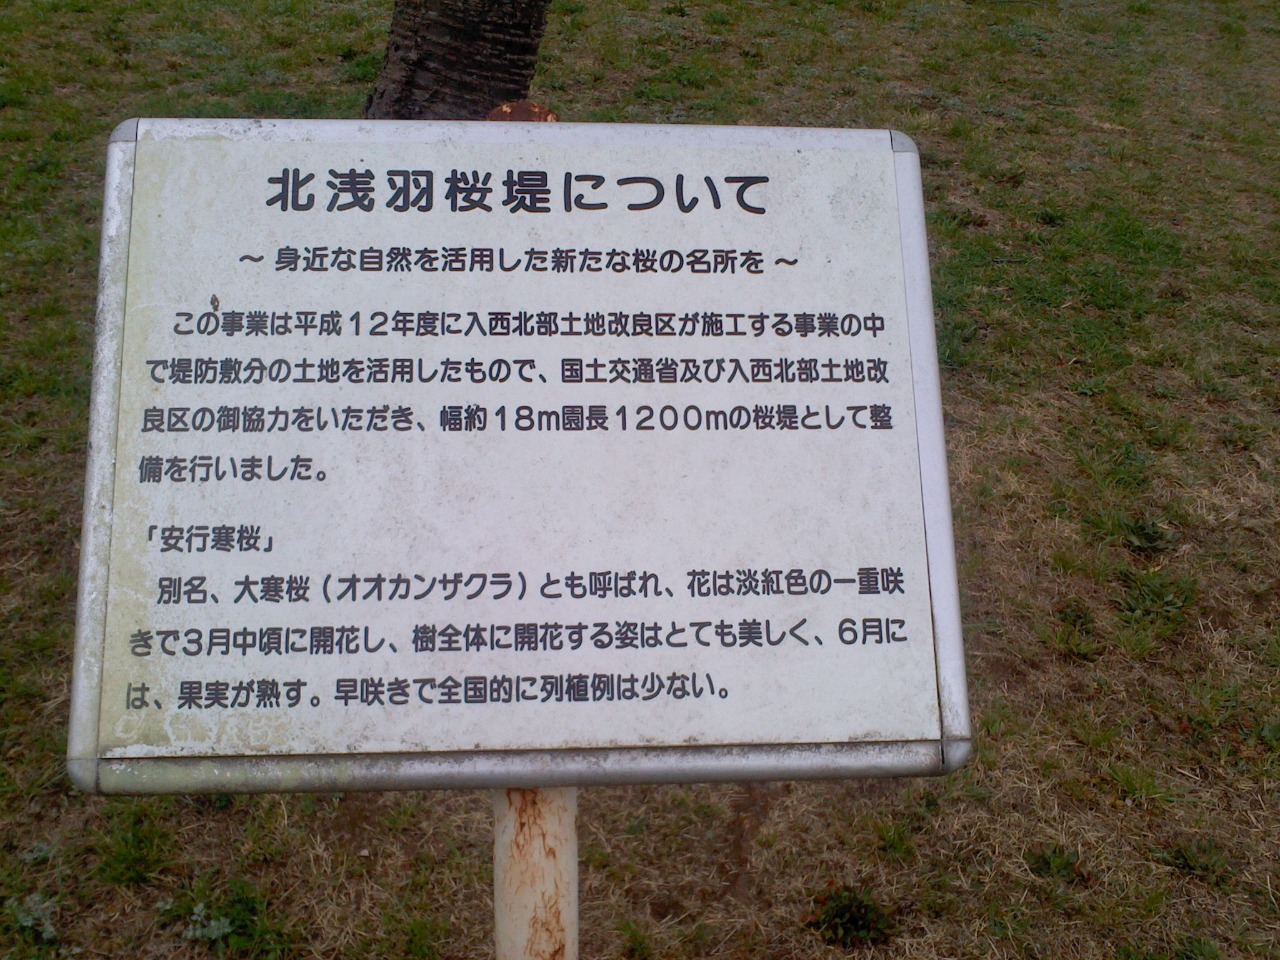 北浅羽桜堤について
～身近な自然を活用した新たな桜の名所を～
この事業は平成12年度に入西北部土地改良区が施工する事業の中
で堤防敷分の土地を活用したもので、国土交通省及び入西北部土地改
良区の御協力をいただき、幅約18m園長1200mの桜堤として整
備を行いました。
「安行寒桜」
別名、大寒桜（オオカンザクラ）とも呼ばれ、花は淡紅色の一重咲
きで3月中頃に開花し、樹全体に開花する姿はとても美しく、6月に
は、果実が熟す。早咲きで全国的に列植例は少ない。